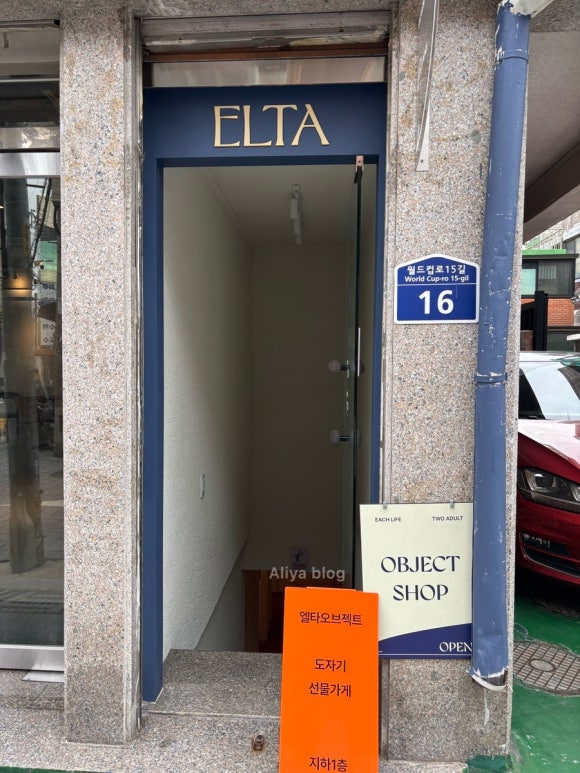 ELTA
월드컵로15길
World Cup-ro 15-gil
16
EACH LIFE
TWO ADULT
OBJECT
SHOP
OPEN
Aliya blog
엘타오브젝트
도자기
선물가게
지하1층